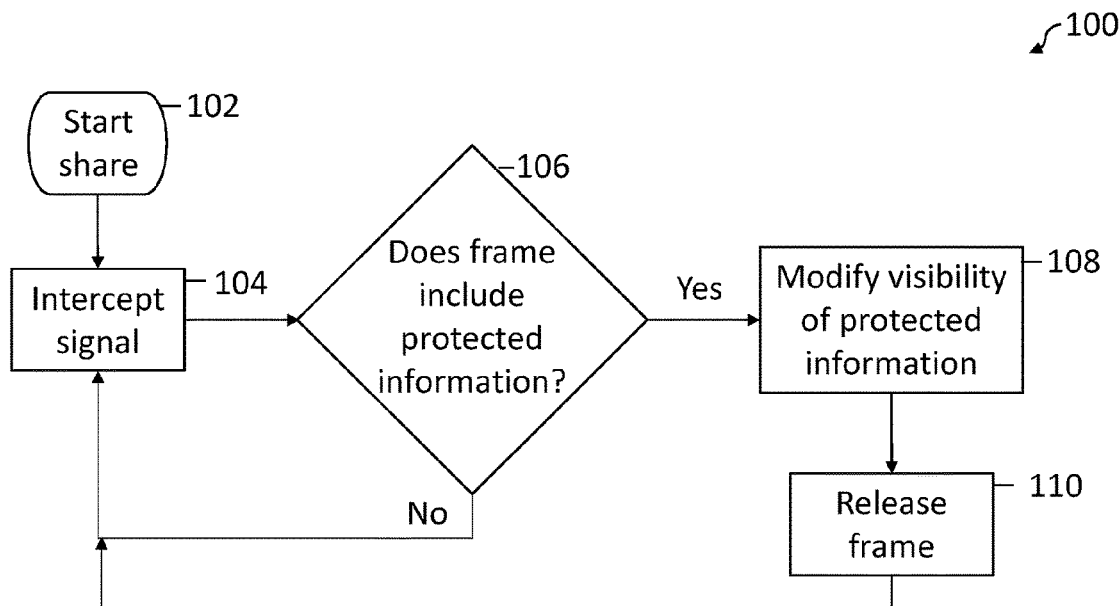 100
Start
share
102
Intercept
signal
104
Does frame
include
protected
information?
106
Yes
No
Modify visibility
of protected
information
108
Release
frame
110